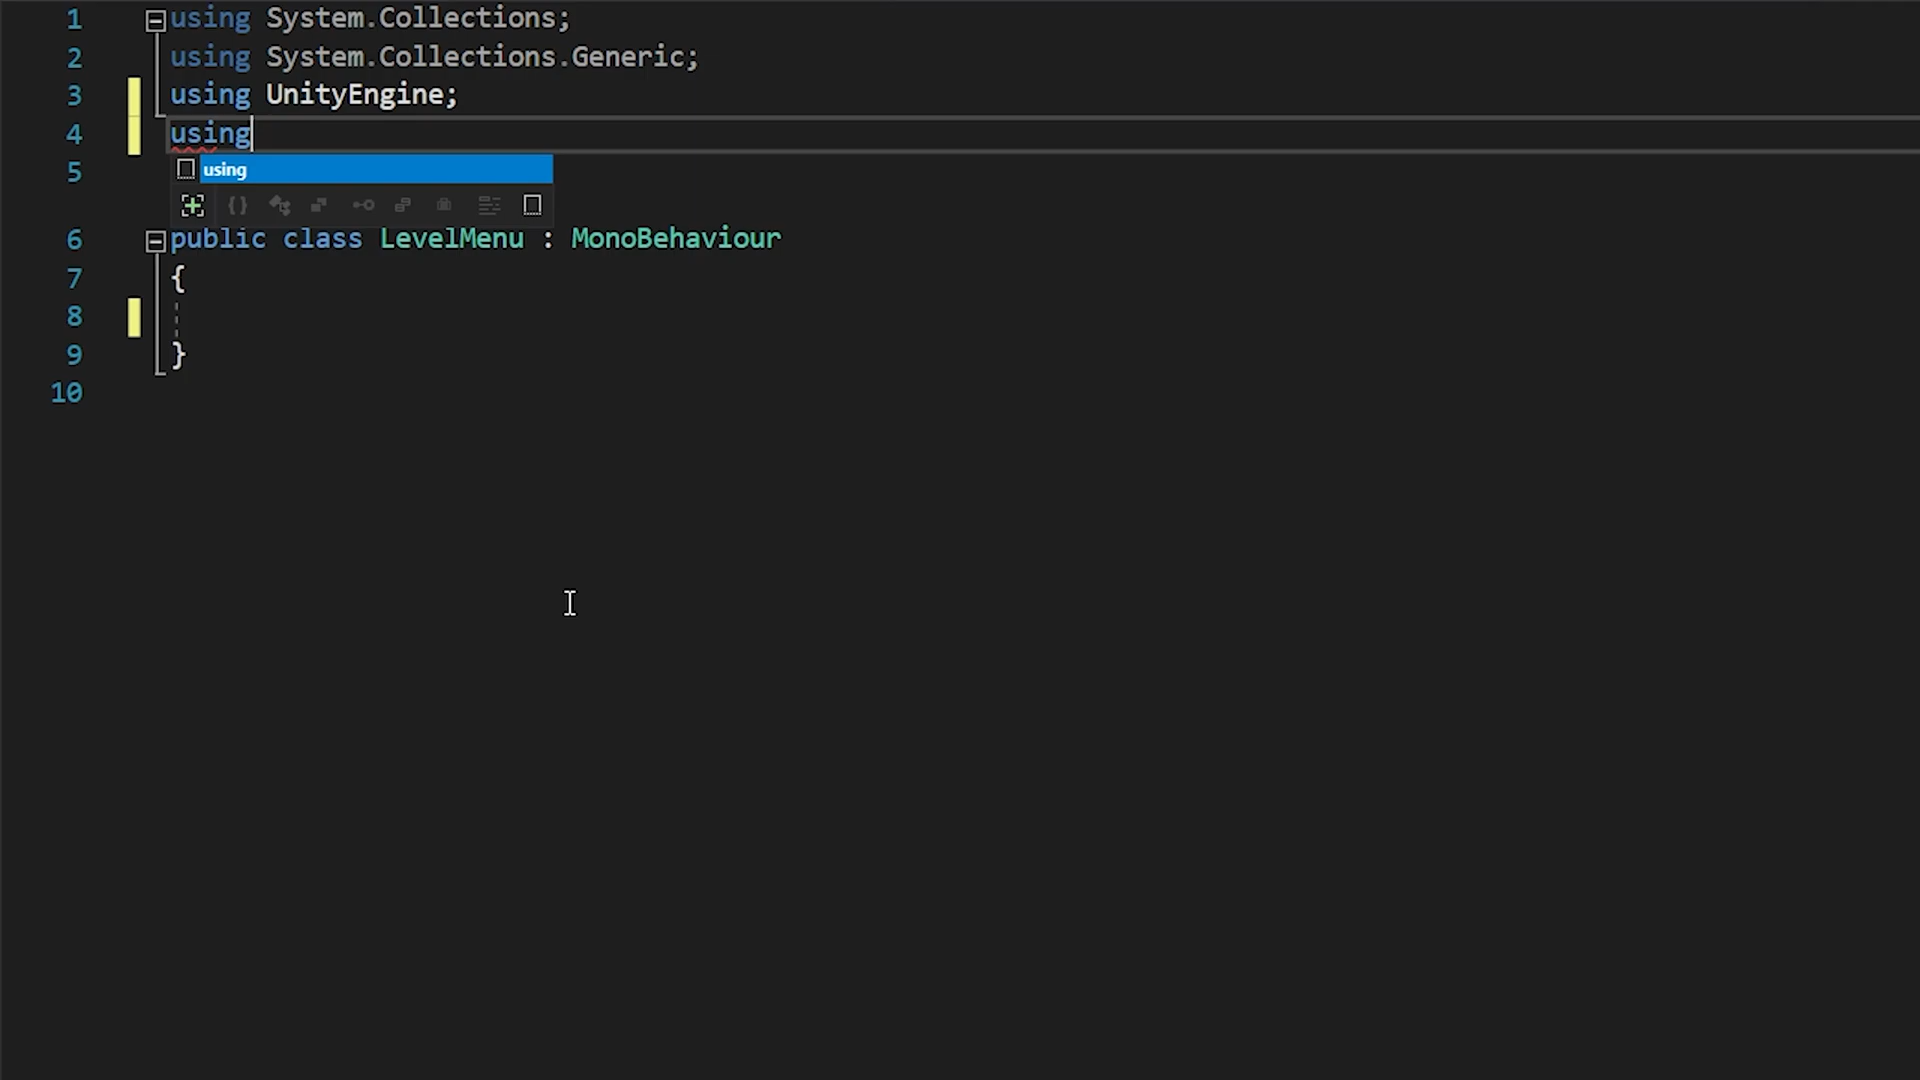 1 using System.Collections;
2 using System.Collections.Generic;
3 using UnityEngine;
4 using
using
5
6 public class LevelMenu : MonoBehaviour
7 {
8
9 }
10